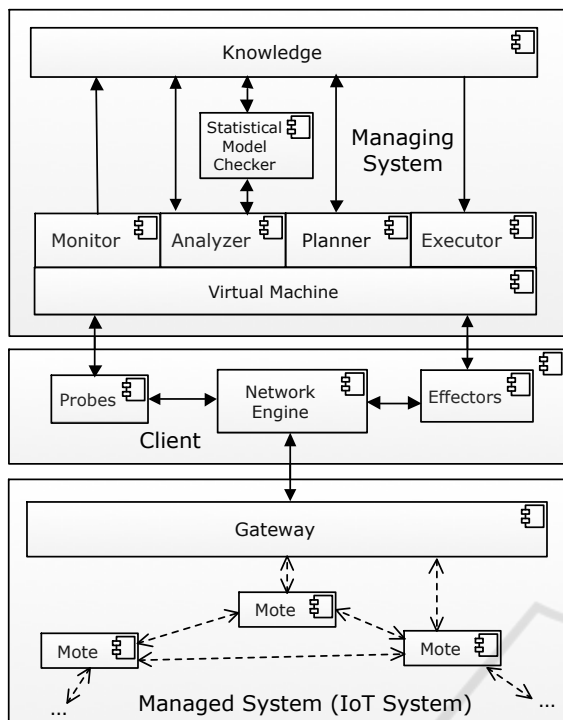 Knowledge
Statistical
Model
Checker
Managing
System
Monitor
Analyzer
Planner
Executor
Virtual Machine
Probes
Network
Engine
Effectors
Client
Gateway
Mote
Mote
Mote
...
Managed System (IoT System)
...